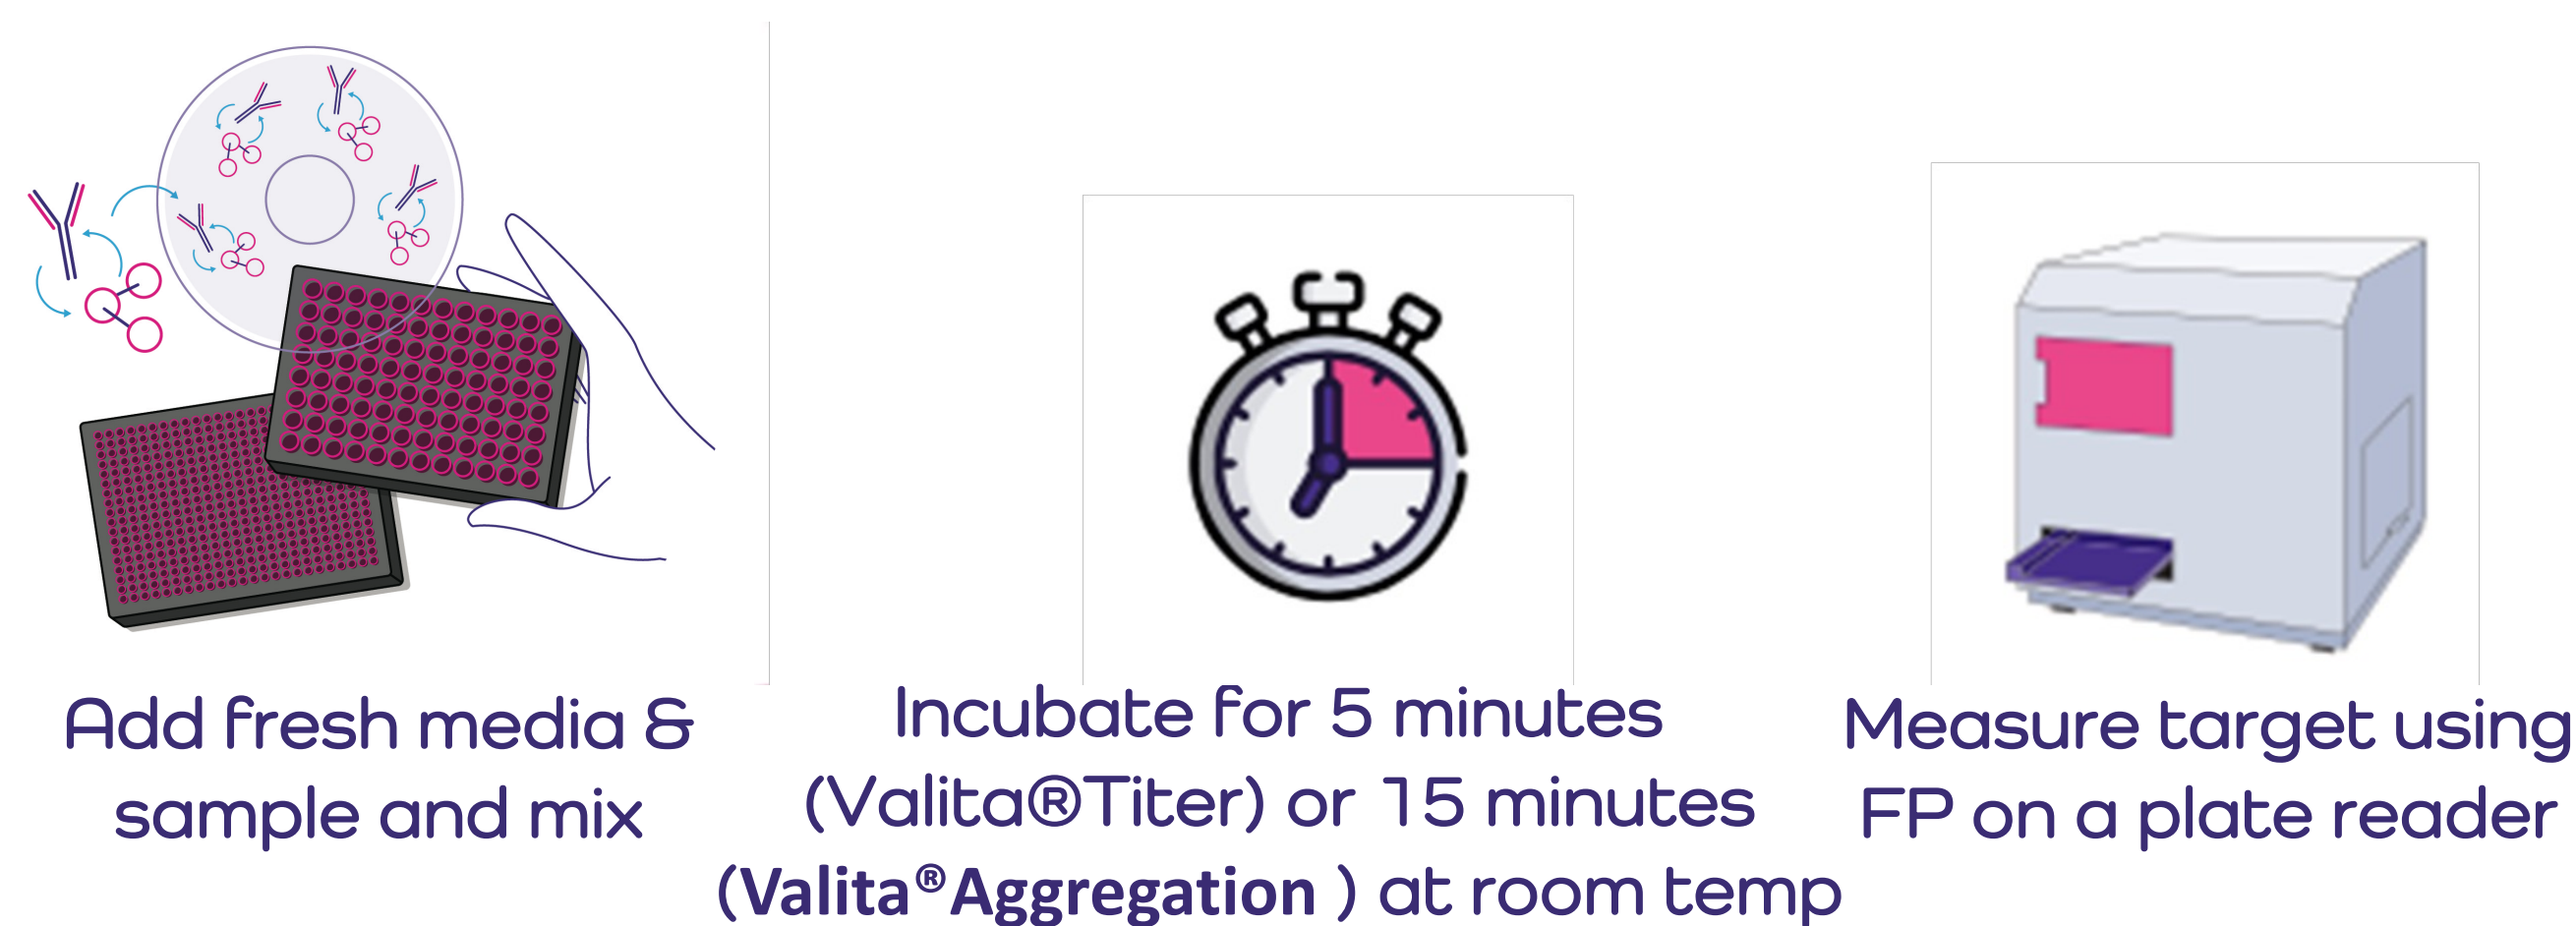 Add fresh media &
sample and mix
Incubate for 5 minutes
(Valita®Titer) or 15 minutes
(Valita®Aggregation ) at room temp
Measure target using
FP on a plate reader